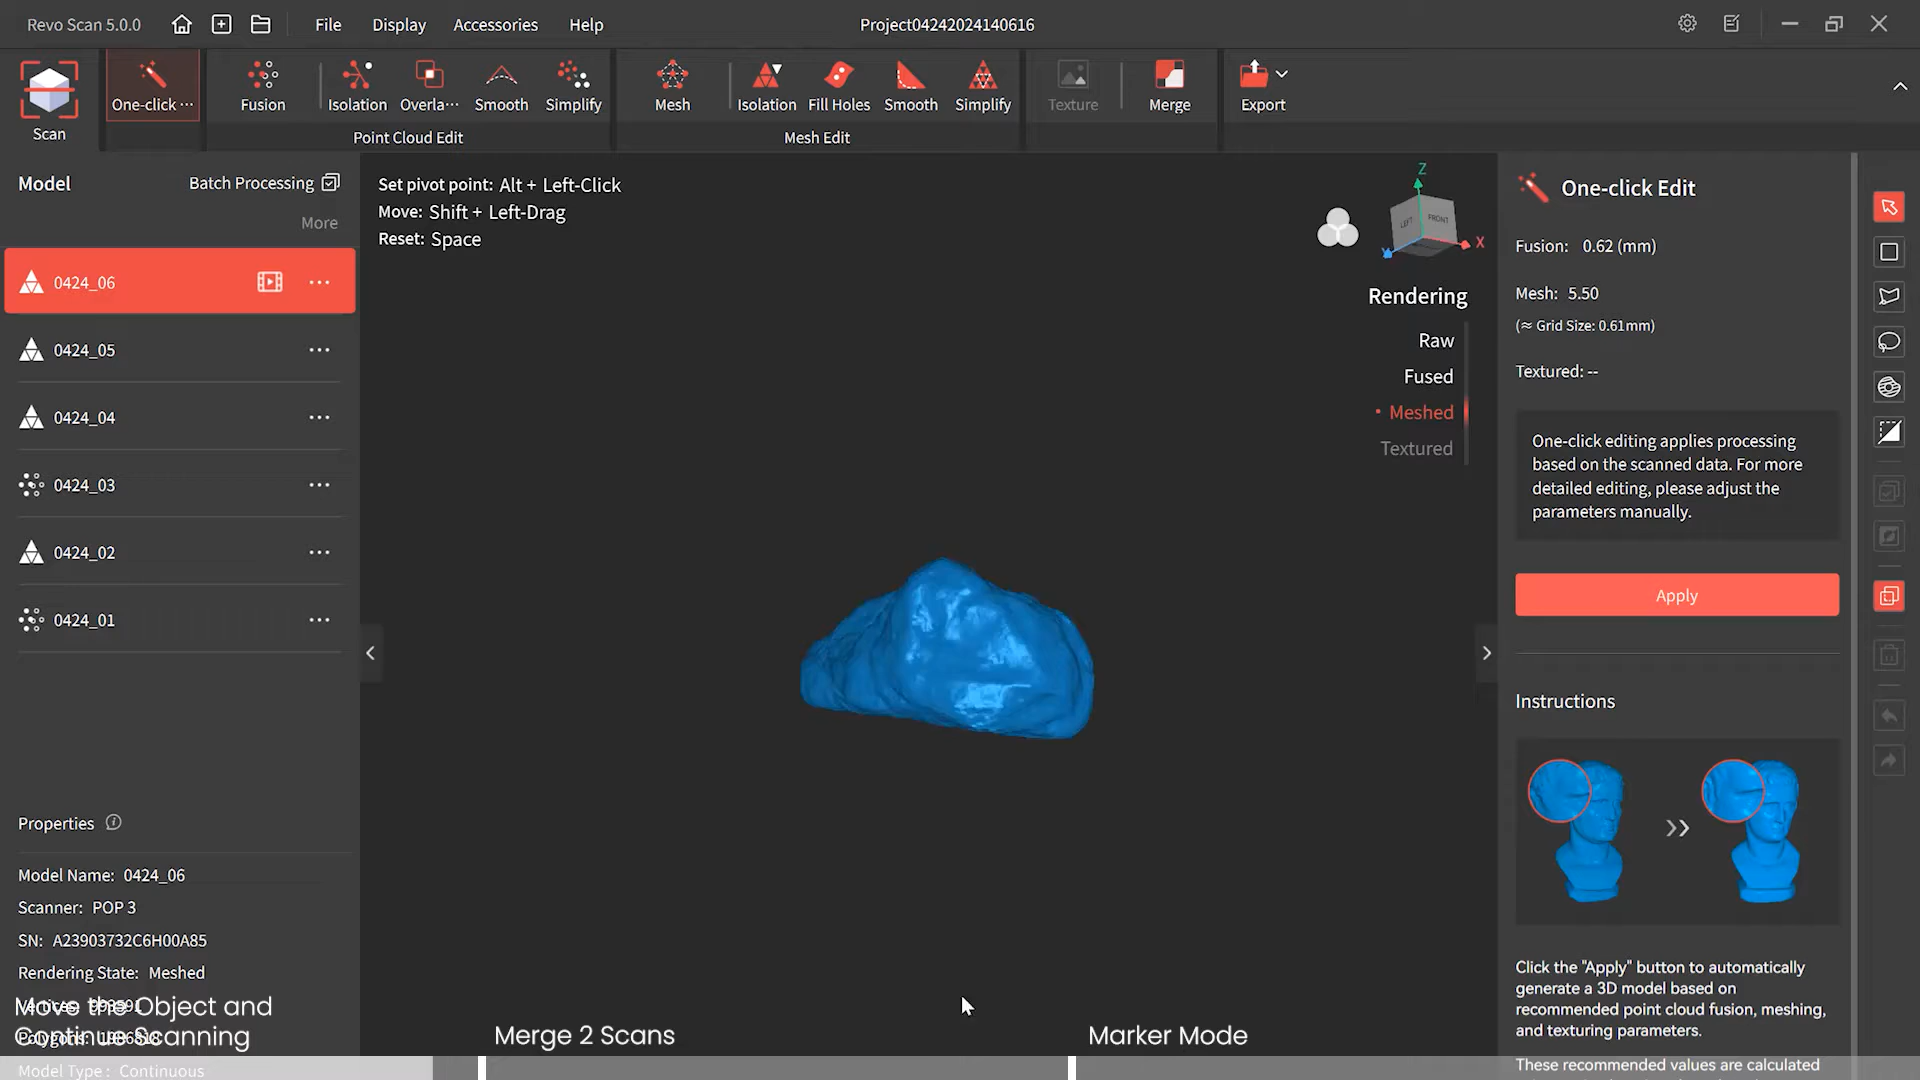 Revo Scan 5.0.0
File
Display
Accessories
Help
Project04242024140616
Scan
One-click ···
Fusion
Isolation
Overla···
Smooth
Simplify
Point Cloud Edit
Mesh
Isolation
Fill Holes
Smooth
Simplify
Mesh Edit
Texture
Merge
Export
Model
Batch Processing
More
0424_06
0424_05
0424_04
0424_03
0424_02
0424_01
Properties
Model Name: 0424_06
Scanner: POP 3
SN: A23903732C6H00A85
Rendering State: Meshed
Vertices:
Polygons:
Model Type : Continuous
Move the Object and
Continue Scanning
Merge 2 Scans
Marker Mode
Set pivot point: Alt + Left-Click
Move: Shift + Left-Drag
Reset: Space
Z
LEFT
FRONT
X
Rendering
Raw
Fused
• Meshed
Textured
One-click Edit
Fusion: 0.62 (mm)
Mesh: 5.50
(≈ Grid Size: 0.61mm)
Textured: --
One-click editing applies processing
based on the scanned data. For more
detailed editing, please adjust the
parameters manually.
Apply
Instructions
Click the "Apply" button to automatically
generate a 3D model based on
recommended point cloud fusion, meshing,
and texturing parameters.
These recommended values are calculated